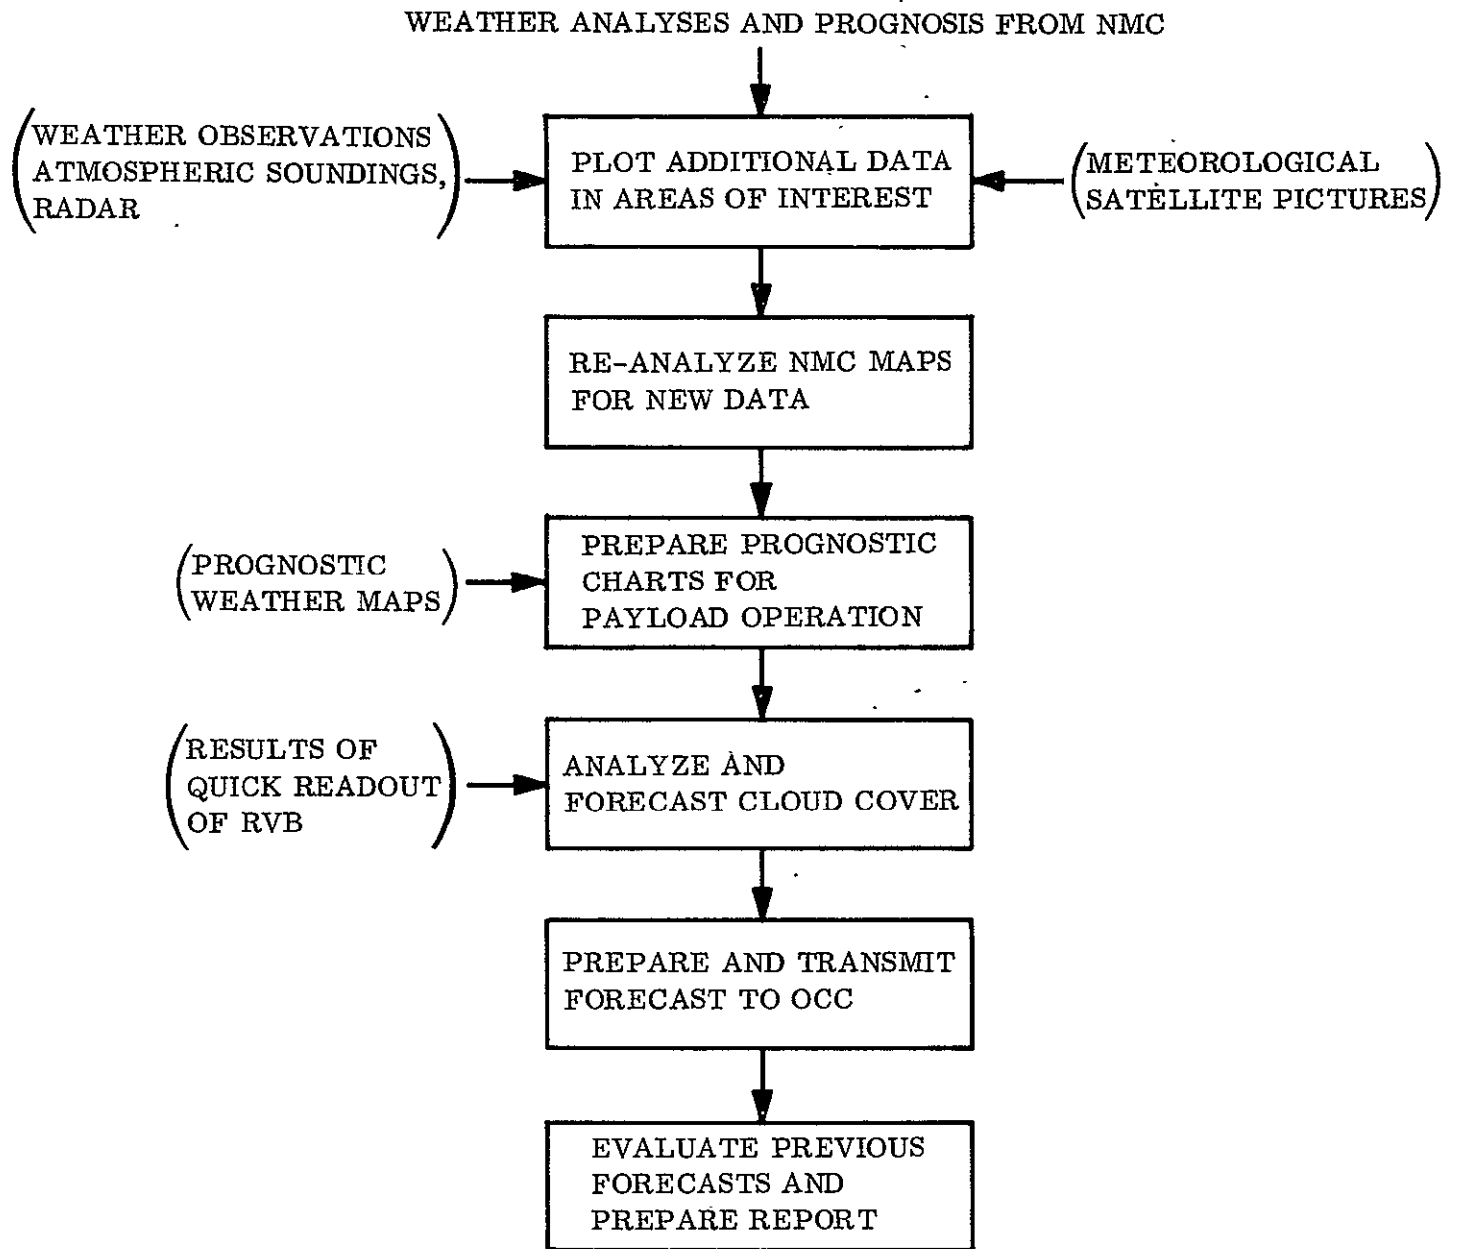 WEATHER ANALYSES AND PROGNOSIS FROM NMC
WEATHER OBSERVATIONS
ATMOSPHERIC SOUNDINGS,
RADAR
PLOT ADDITIONAL DATA
IN AREAS OF INTEREST
METEOROLOGICAL
SATELLITE PICTURES
RE-ANALYZE NMC MAPS
FOR NEW DATA
PROGNOSTIC
WEATHER MAPS
PREPARE PROGNOSTIC
CHARTS FOR
PAYLOAD OPERATION
RESULTS OF
QUICK READOUT
OF RVB
ANALYZE AND
FORECAST CLOUD COVER
PREPARE AND TRANSMIT
FORECAST TO OCC
EVALUATE PREVIOUS
FORECASTS AND
PREPARE REPORT